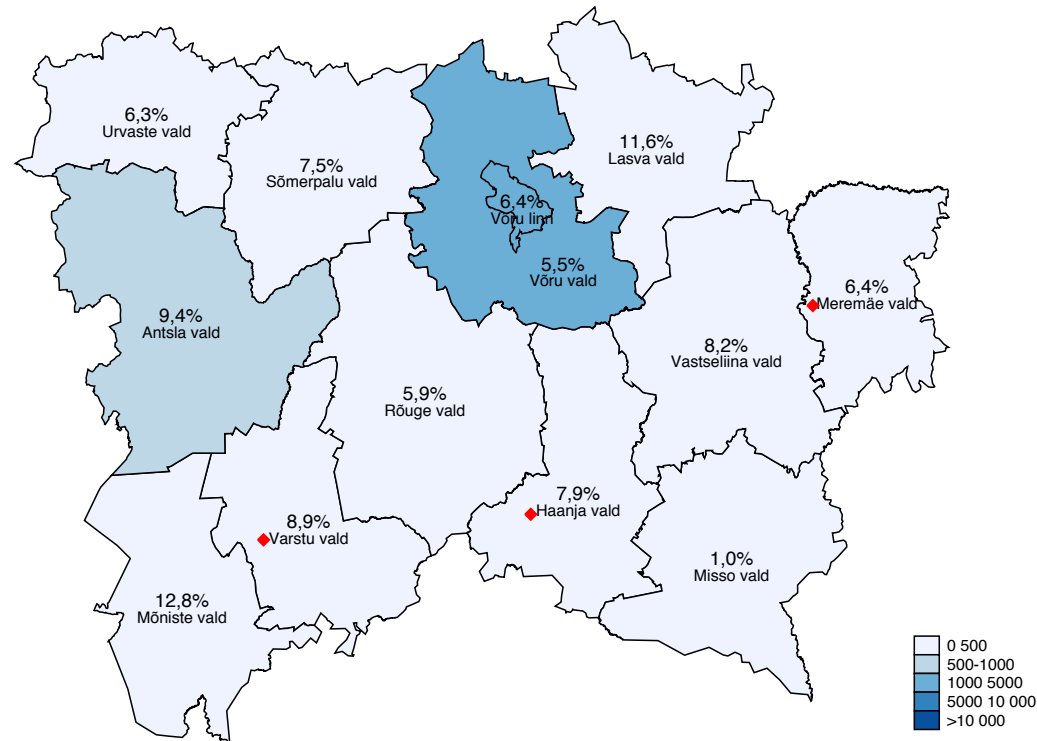 6,3%
Urvaste vald
7,5%
Sõmerpalu vald
11,6%
Lasva vald
6,4%
Võru linn
5,5%
Võru vald
6,4%
Meremäe vald
9,4%
Antsla vald
8,2%
Vastseliina vald
5,9%
Rõuge vald
7,9%
Haanja vald
8,9%
Varstu vald
1,0%
Misso vald
12,8%
Mõniste vald
0 500
500-1000
1000 5000
5000 10 000
>10 000